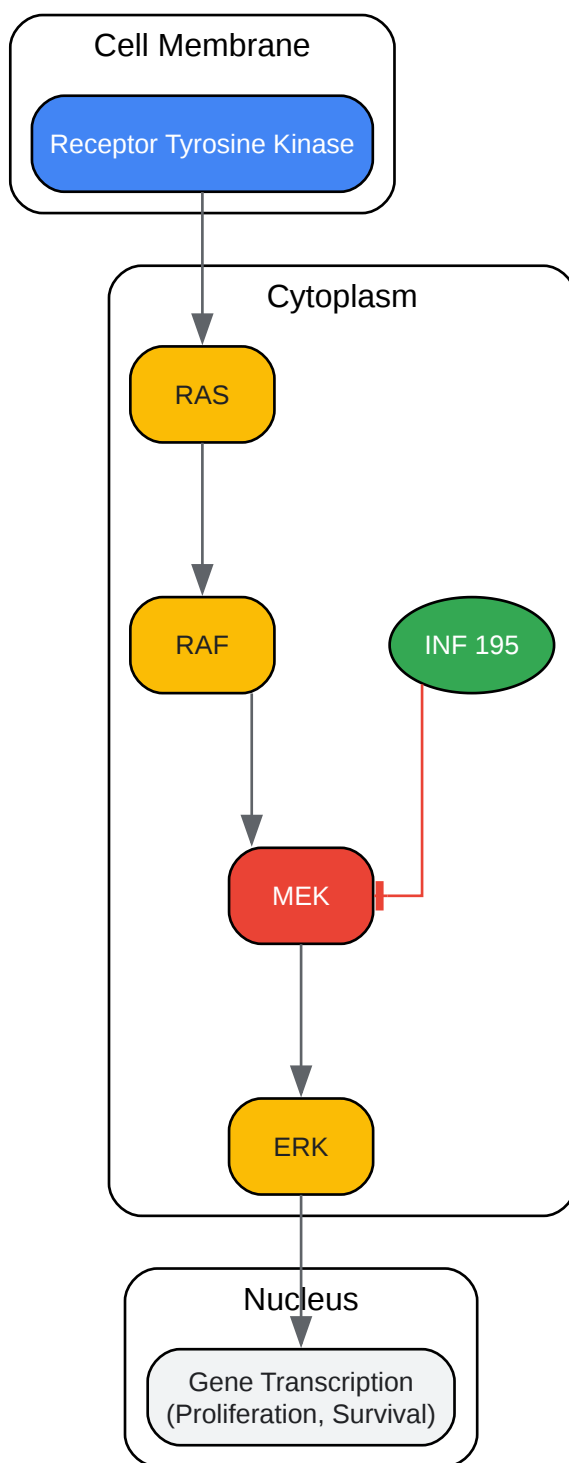 Cell Membrane
Receptor Tyrosine Kinase
Cytoplasm
RAS
RAF
INF 195
MEK
ERK
Nucleus
Gene Transcription
(Proliferation, Survival)